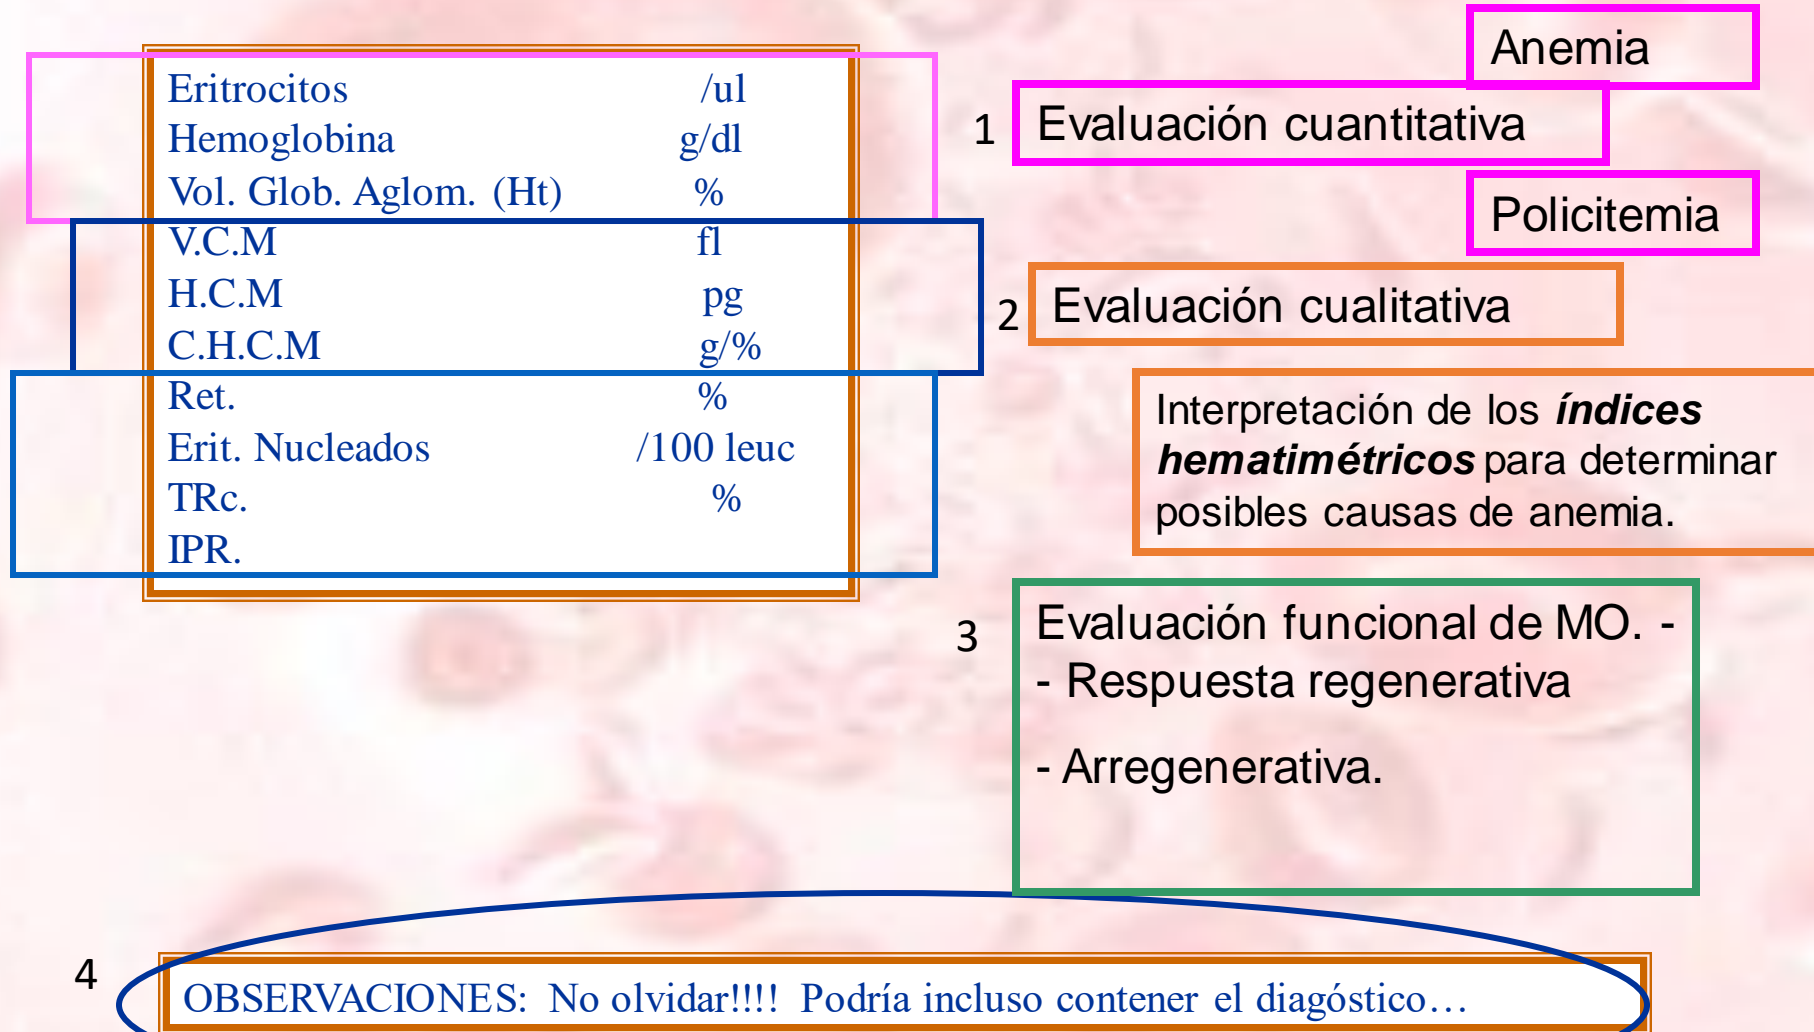 Eritrocitos /ul
Hemoglobina g/dl
Vol. Glob. Aglom. (Ht) %
V.C.M fl
H.C.M pg
C.H.C.M g/%
Ret. %
Erit. Nucleados /100 leuc
TRc. %
IPR.
Anemia
1 Evaluación cuantitativa
Policitemia
2 Evaluación cualitativa
Interpretación de los índices
hematimétricos para determinar
posibles causas de anemia.
3 Evaluación funcional de MO. -
- Respuesta regenerativa
- Arregenerativa.
4 OBSERVACIONES: No olvidar!!!! Podría incluso contener el diagóstico…